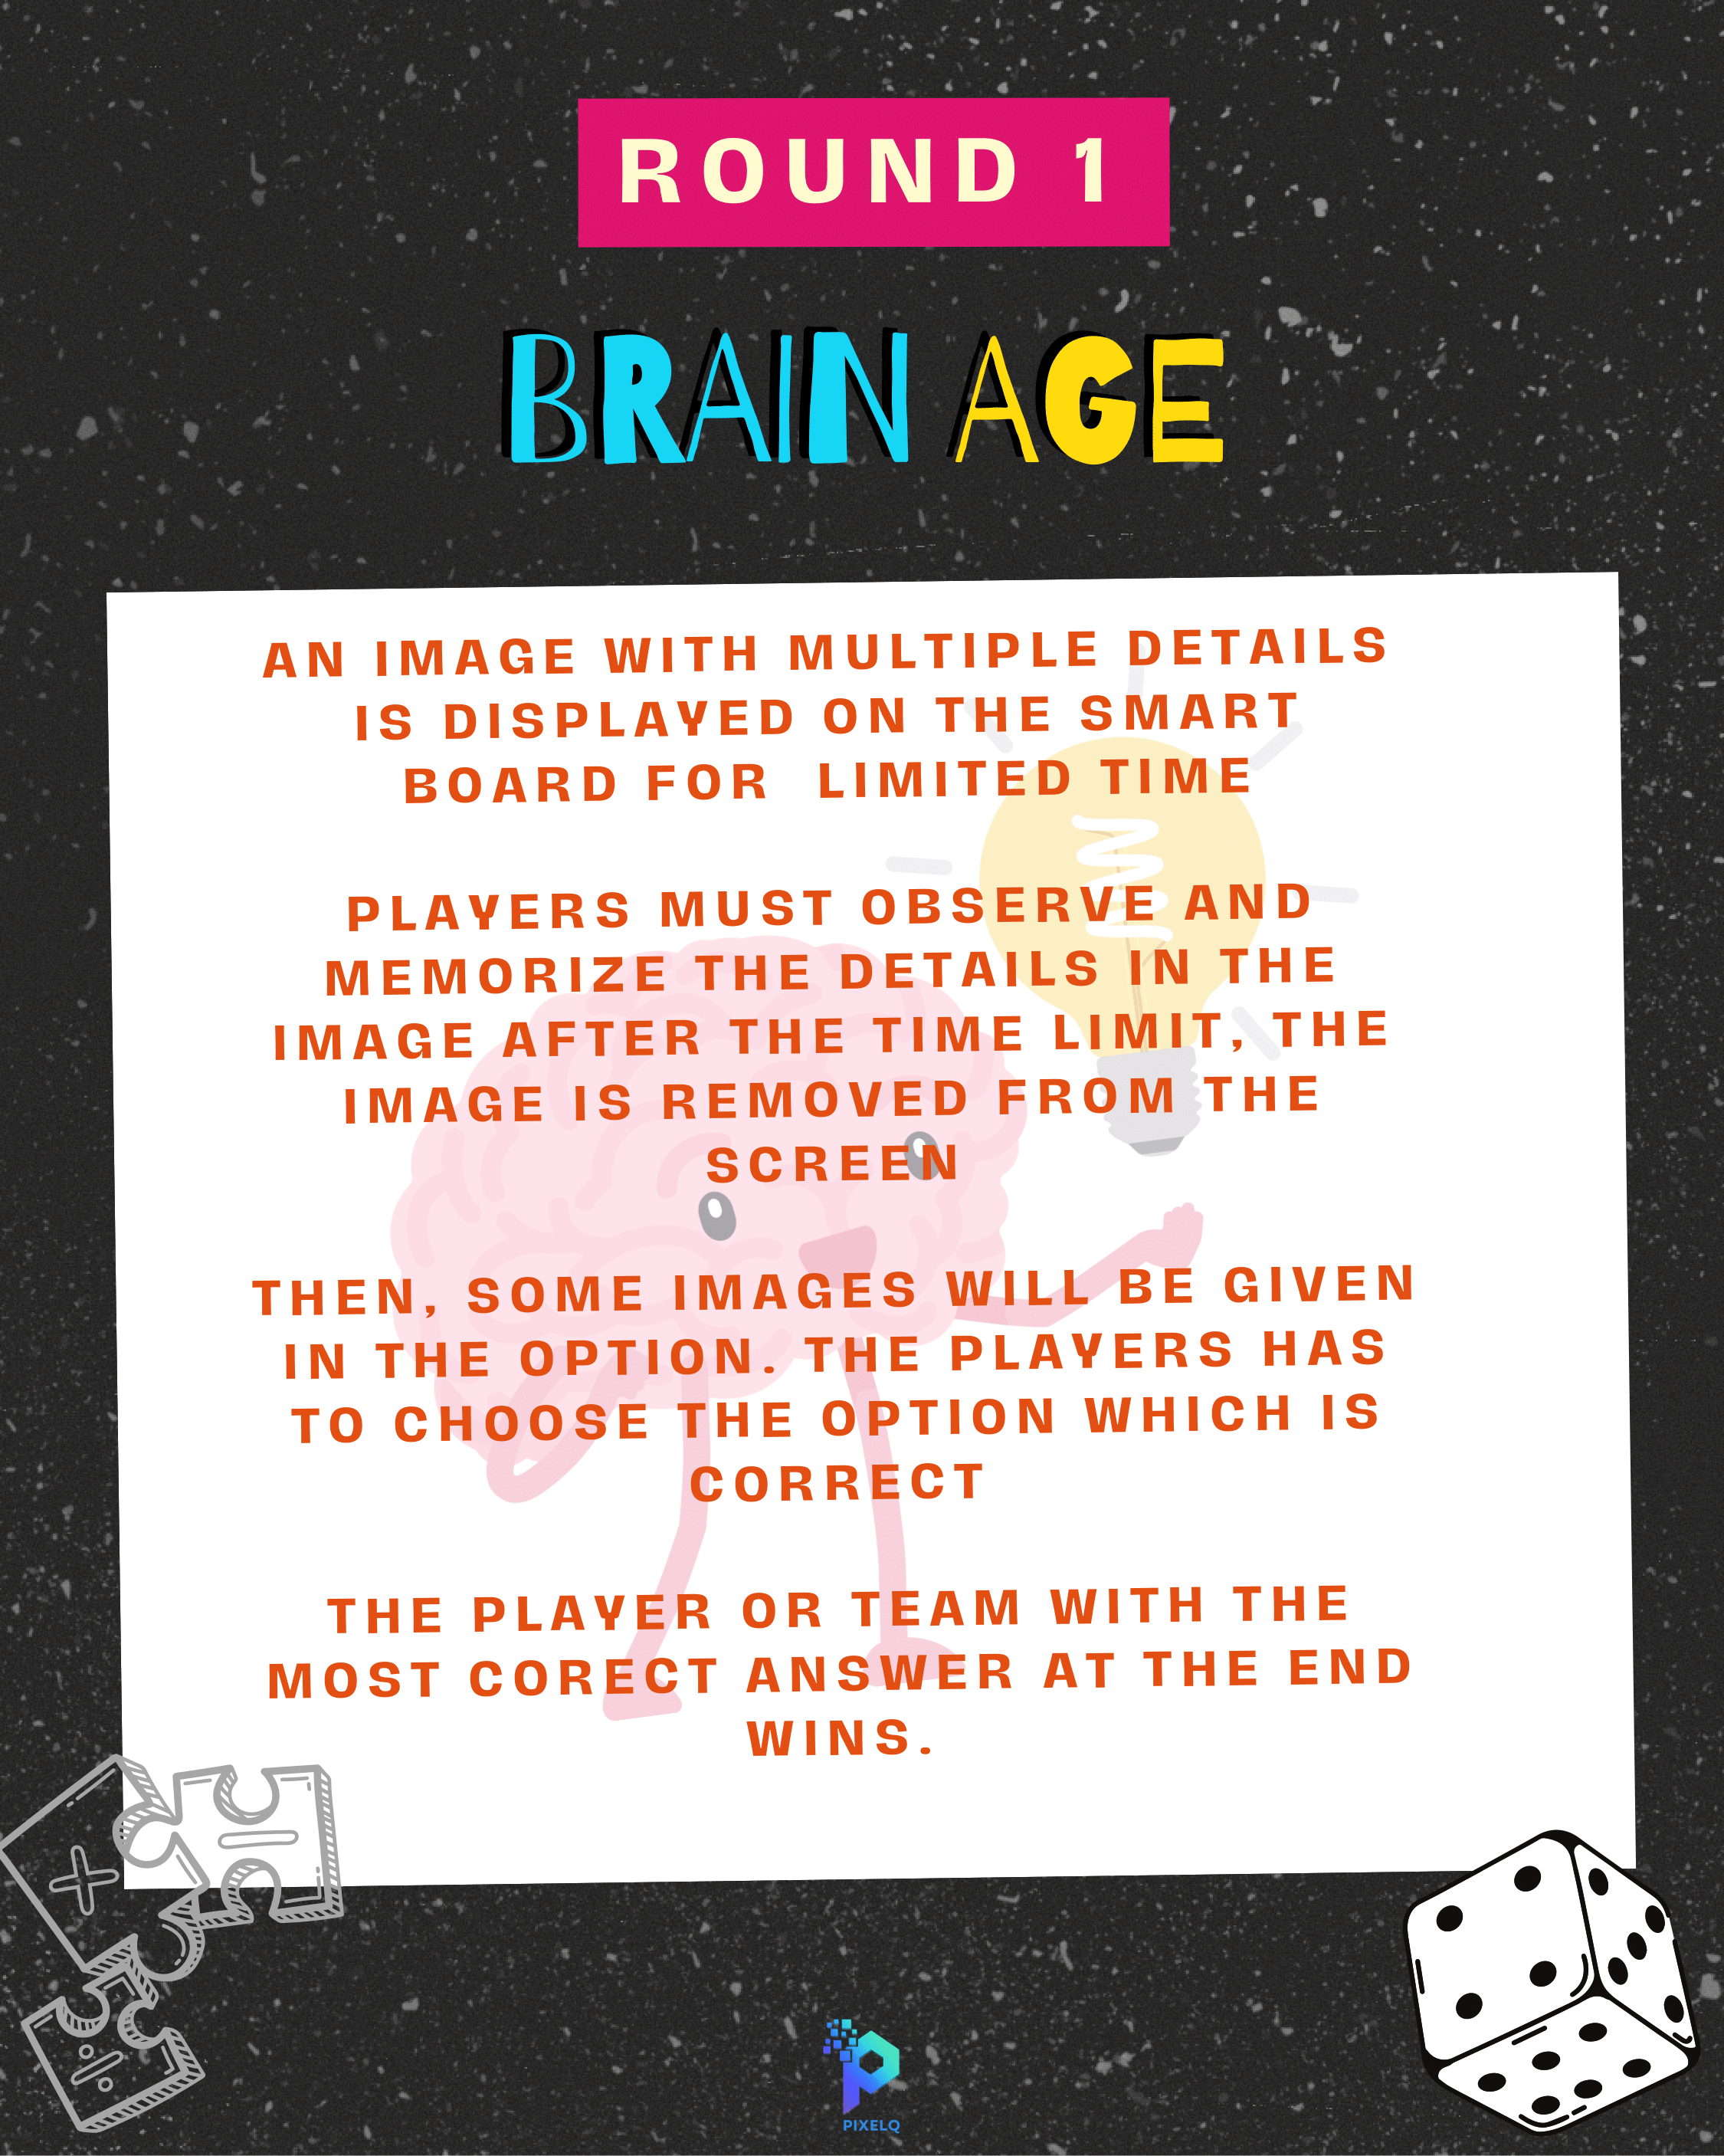 ROUND 1
BRAIN AGE
AN IMAGE WITH MULTIPLE DETAILS
IS DISPLAYED ON THE SMART
BOARD FOR LIMITED TIME
PLAYERS MUST OBSERVE AND
MEMORIZE THE DETAILS IN THE
IMAGE AFTER THE TIME LIMIT, THE
IMAGE IS REMOVED FROM THE
SCREEN
THEN, SOME IMAGES WILL BE GIVEN
IN THE OPTION. THE PLAYERS HAS
TO CHOOSE THE OPTION WHICH IS
CORRECT
THE PLAYER OR TEAM WITH THE
MOST CORECT ANSWER AT THE END
WINS.
PIXELQ